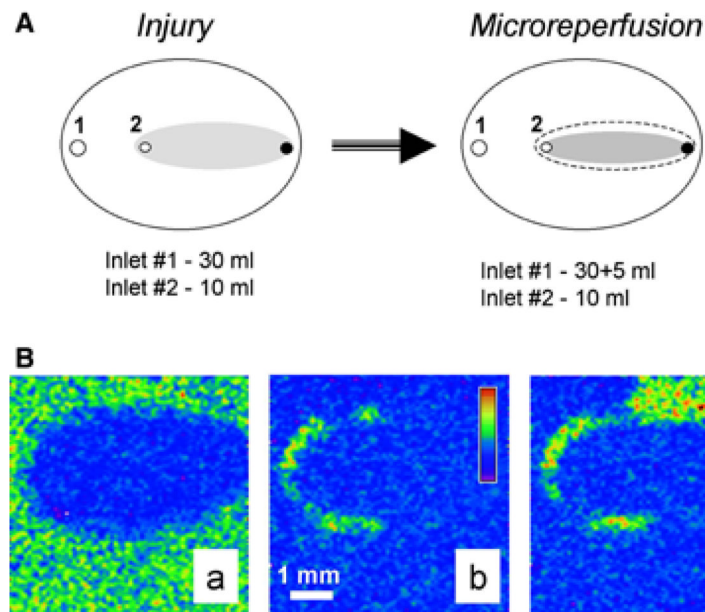 A
Injury
Microreperfusion
1
2
1
2
Inlet #1 - 30 ml
Inlet #2 - 10 ml
Inlet #1 - 30+5 ml
Inlet #2 - 10 ml
B
a
1 mm
b